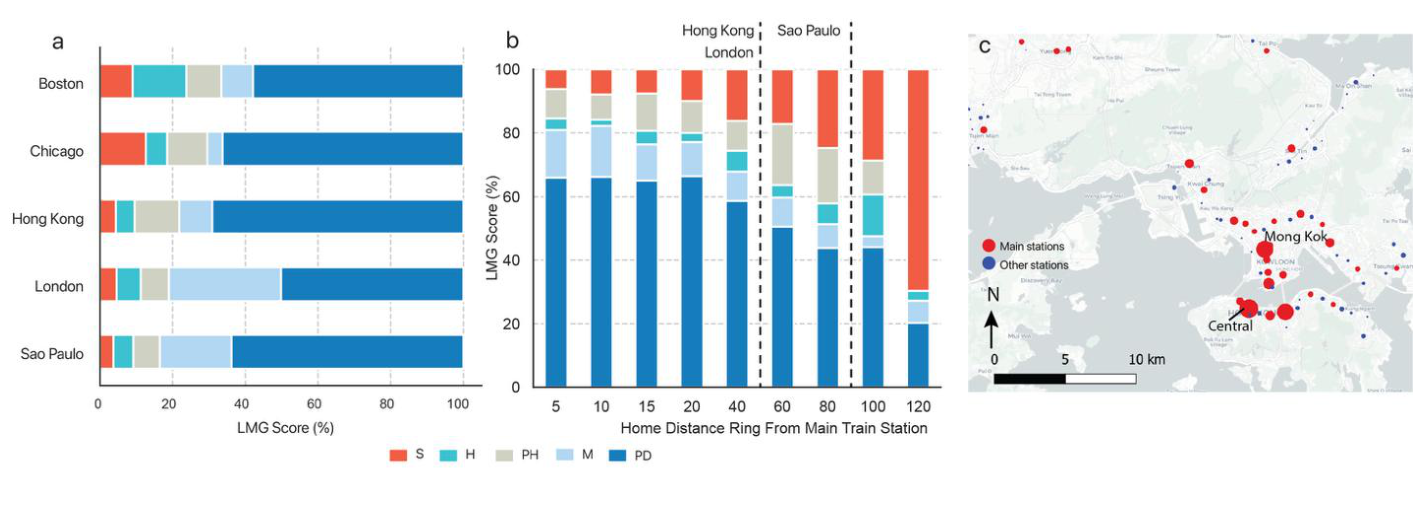 a
Boston
Chicago
Hong Kong
London
Sao Paulo
0 20 40 60 80 100
LMG Score (%)
b
Hong Kong
London
Sao Paulo
LMG Score (%)
100
80
60
40
20
0
5 10 15 20 40 60 80 100 120
Home Distance Ring From Main Train Station
S H PH M PD
c
Mong Kok
Main stations
Other stations
N
Central
0 5 10 km